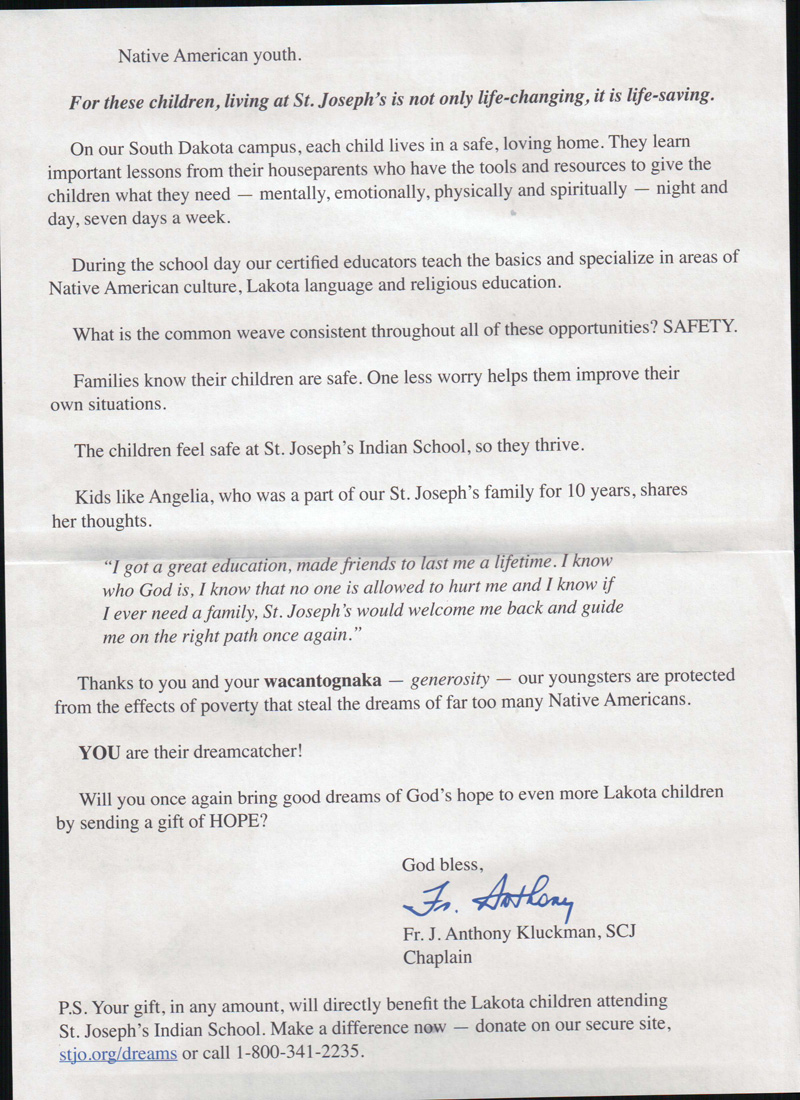 Native American youth.
For these children, living at St. Joseph's is not only life-changing, it is life-saving.
On our South Dakota campus, each child lives in a safe, loving home. They learn
important lessons from their houseparents who have the tools and resources to give the
children what they need — mentally, emotionally, physically and spiritually — night and
day, seven days a week.
During the school day our certified educators teach the basics and specialize in areas of
Native American culture, Lakota language and religious education.
What is the common weave consistent throughout all of these opportunities? SAFETY.
Families know their children are safe. One less worry helps them improve their
own situations.
The children feel safe at St. Joseph's Indian School, so they thrive.
Kids like Angelia, who was a part of our St. Joseph's family for 10 years, shares
her thoughts.
"I got a great education, made friends to last me a lifetime. I know
who God is, I know that no one is allowed to hurt me and I know if
I ever need a family, St. Joseph's would welcome me back and guide
me on the right path once again."
Thanks to you and your wacantognaka — generosity — our youngsters are protected
from the effects of poverty that steal the dreams of far too many Native Americans.
YOU are their dreamcatcher!
Will you once again bring good dreams of God's hope to even more Lakota children
by sending a gift of HOPE?
God bless,
Fr. Anthony
Fr. J. Anthony Kluckman, SCJ
Chaplain
P.S. Your gift, in any amount, will directly benefit the Lakota children attending
St. Joseph's Indian School. Make a difference now — donate on our secure site,
stjo.org/dreams or call 1-800-341-2235.